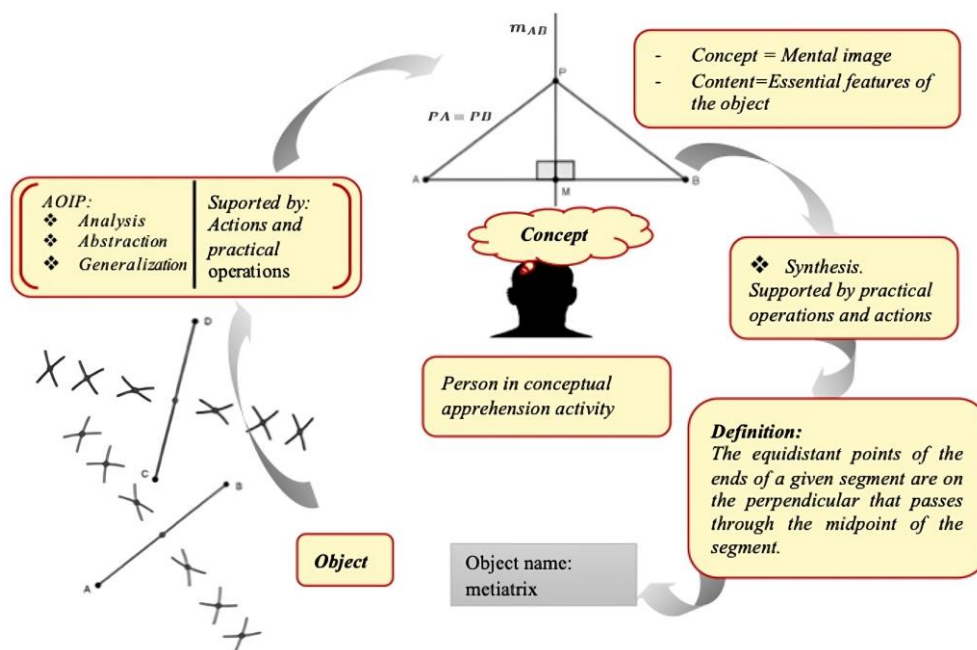 m_AB
P
PA = PB
A
M
B
- Concept = Mental image
- Content=Essential features of
the object
AOIP:
❖ Analysis
❖ Abstraction
❖ Generalization
Suported by:
Actions and
practical
operations
Concept
❖ Synthesis.
Supported by practical
operations and actions
Person in conceptual
apprehension activity
D
C
B
A
Object
Definition:
The equidistant points of the
ends of a given segment are on
the perpendicular that passes
through the midpoint of the
segment.
Object name:
metiatrix